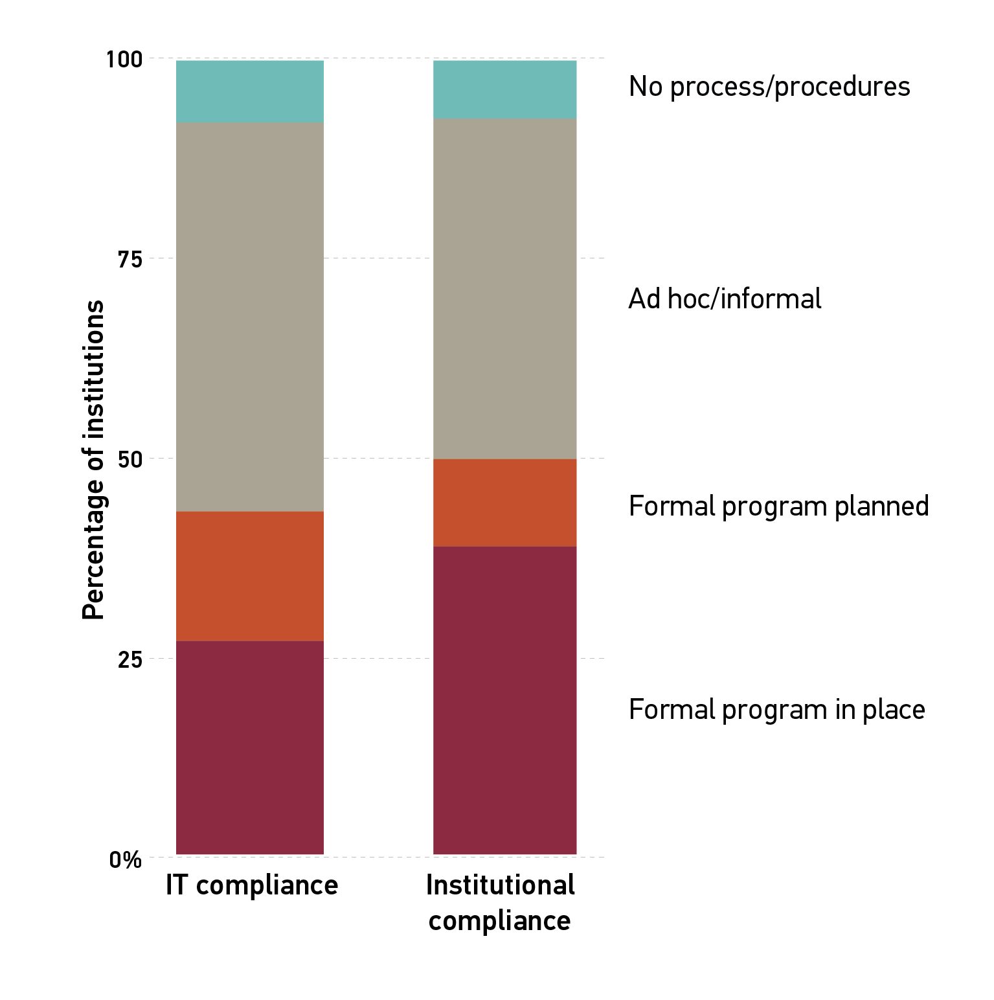 100
No process/procedures
75
Ad hoc/informal
Percentage of institutions
50
Formal program planned
25
Formal program in place
0%
IT compliance
Institutional
compliance